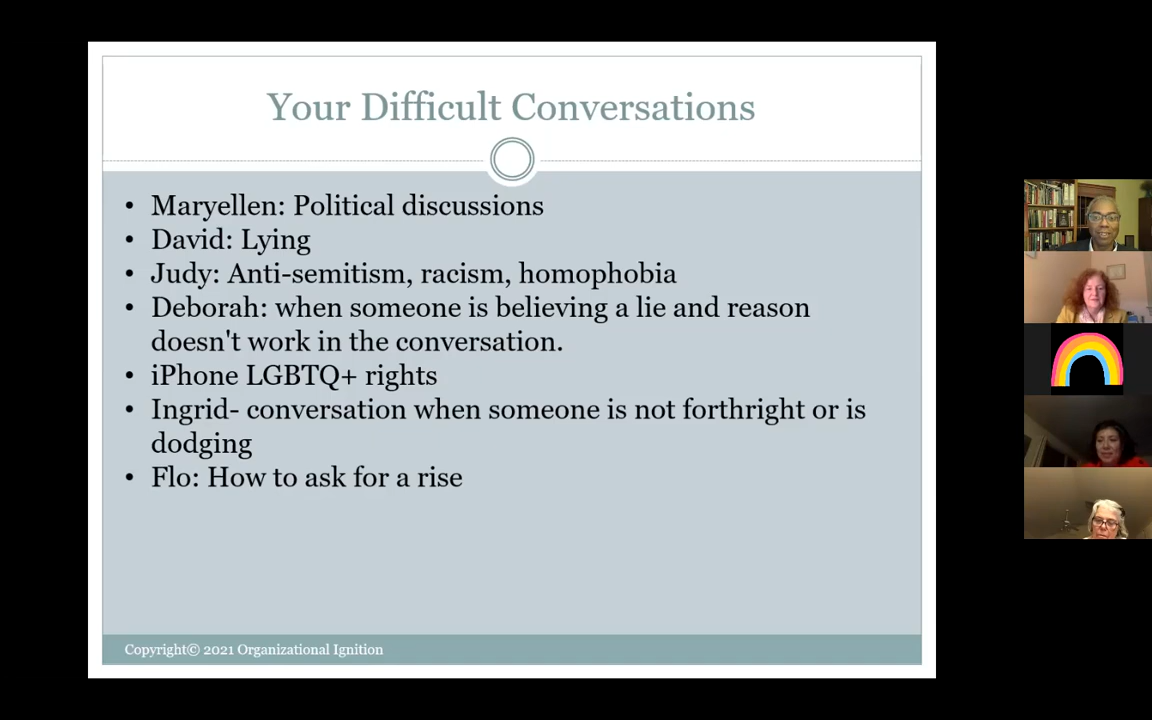 Your Difficult Conversations
• Maryellen: Political discussions
• David: Lying
• Judy: Anti-semitism, racism, homophobia
• Deborah: when someone is believing a lie and reason
doesn't work in the conversation.
• iPhone LGBTQ+ rights
• Ingrid- conversation when someone is not forthright or is
dodging
• Flo: How to ask for a rise
Copyright© 2021 Organizational Ignition